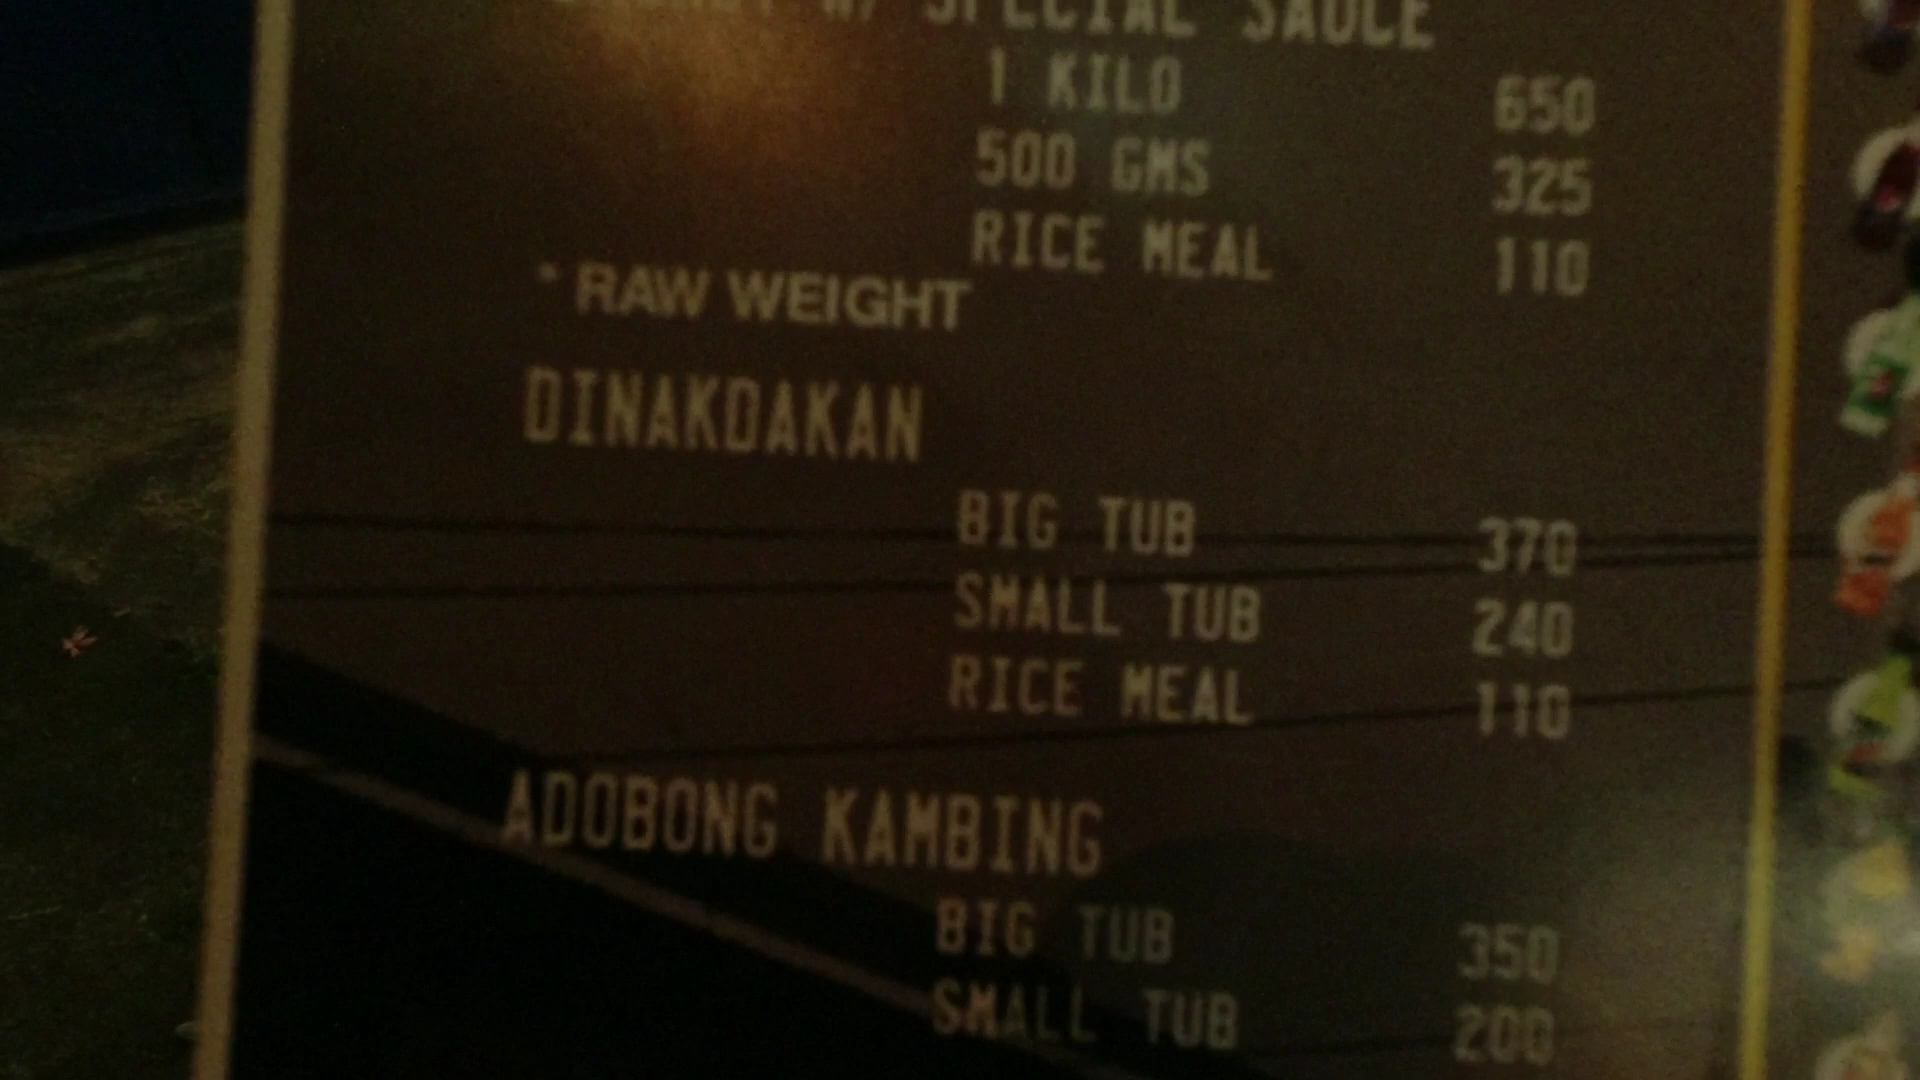 W/ SPECIAL SAUCE
1 KILO 650
500 GMS 325
RICE MEAL 110
* RAW WEIGHT
DINAKDAKAN
BIG TUB 370
SMALL TUB 240
RICE MEAL 110
ADOBONG KAMBING
BIG TUB 350
SMALL TUB 200